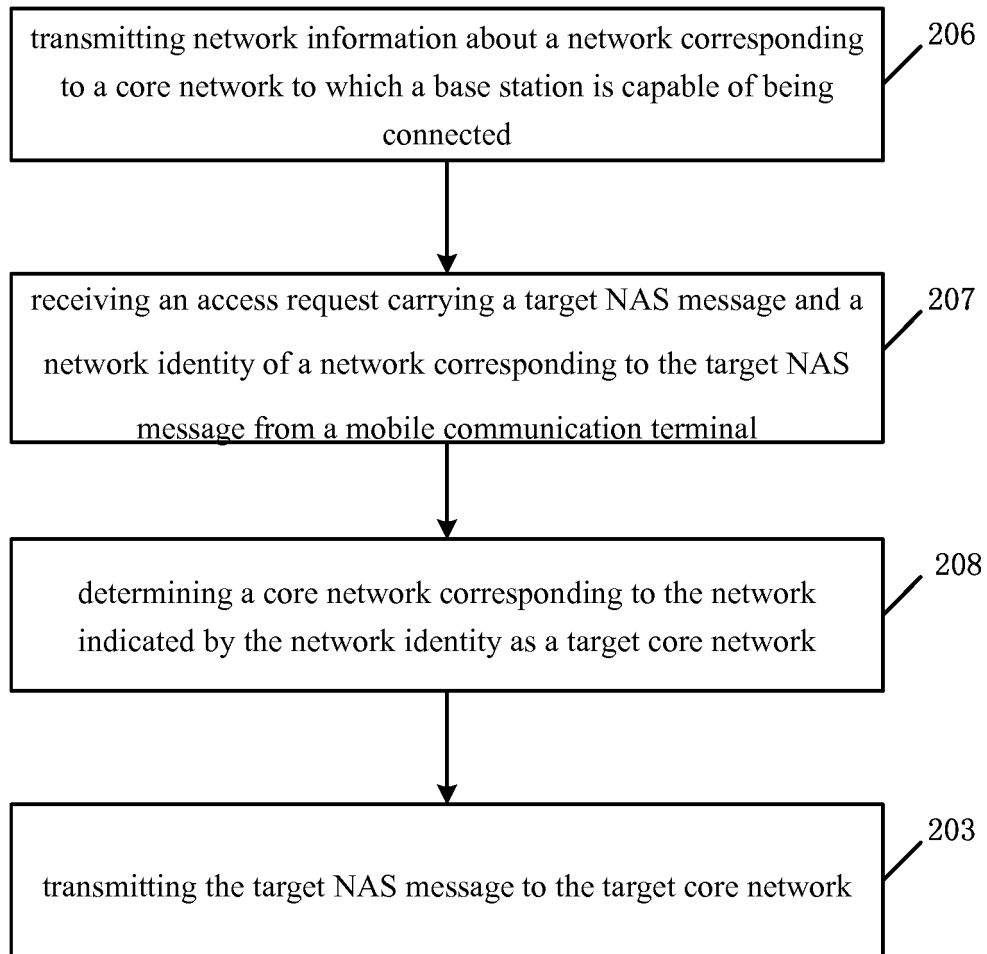 transmitting network information about a network corresponding
to a core network to which a base station is capable of being
connected
206
receiving an access request carrying a target NAS message and a
network identity of a network corresponding to the target NAS
message from a mobile communication terminal
207
determining a core network corresponding to the network
indicated by the network identity as a target core network
208
transmitting the target NAS message to the target core network
203